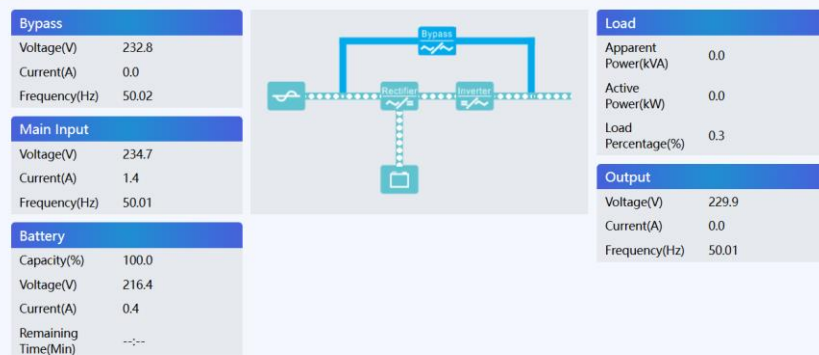 Bypass
Voltage(V) 232.8
Current(A) 0.0
Frequency(Hz) 50.02
Main Input
Voltage(V) 234.7
Current(A) 1.4
Frequency(Hz) 50.01
Battery
Capacity(%) 100.0
Voltage(V) 216.4
Current(A) 0.4
Remaining
Time(Min) --:--
Bypass
Rectifier
Inverter
Load
Apparent
Power(kVA) 0.0
Active
Power(kW) 0.0
Load
Percentage(%) 0.3
Output
Voltage(V) 229.9
Current(A) 0.0
Frequency(Hz) 50.01